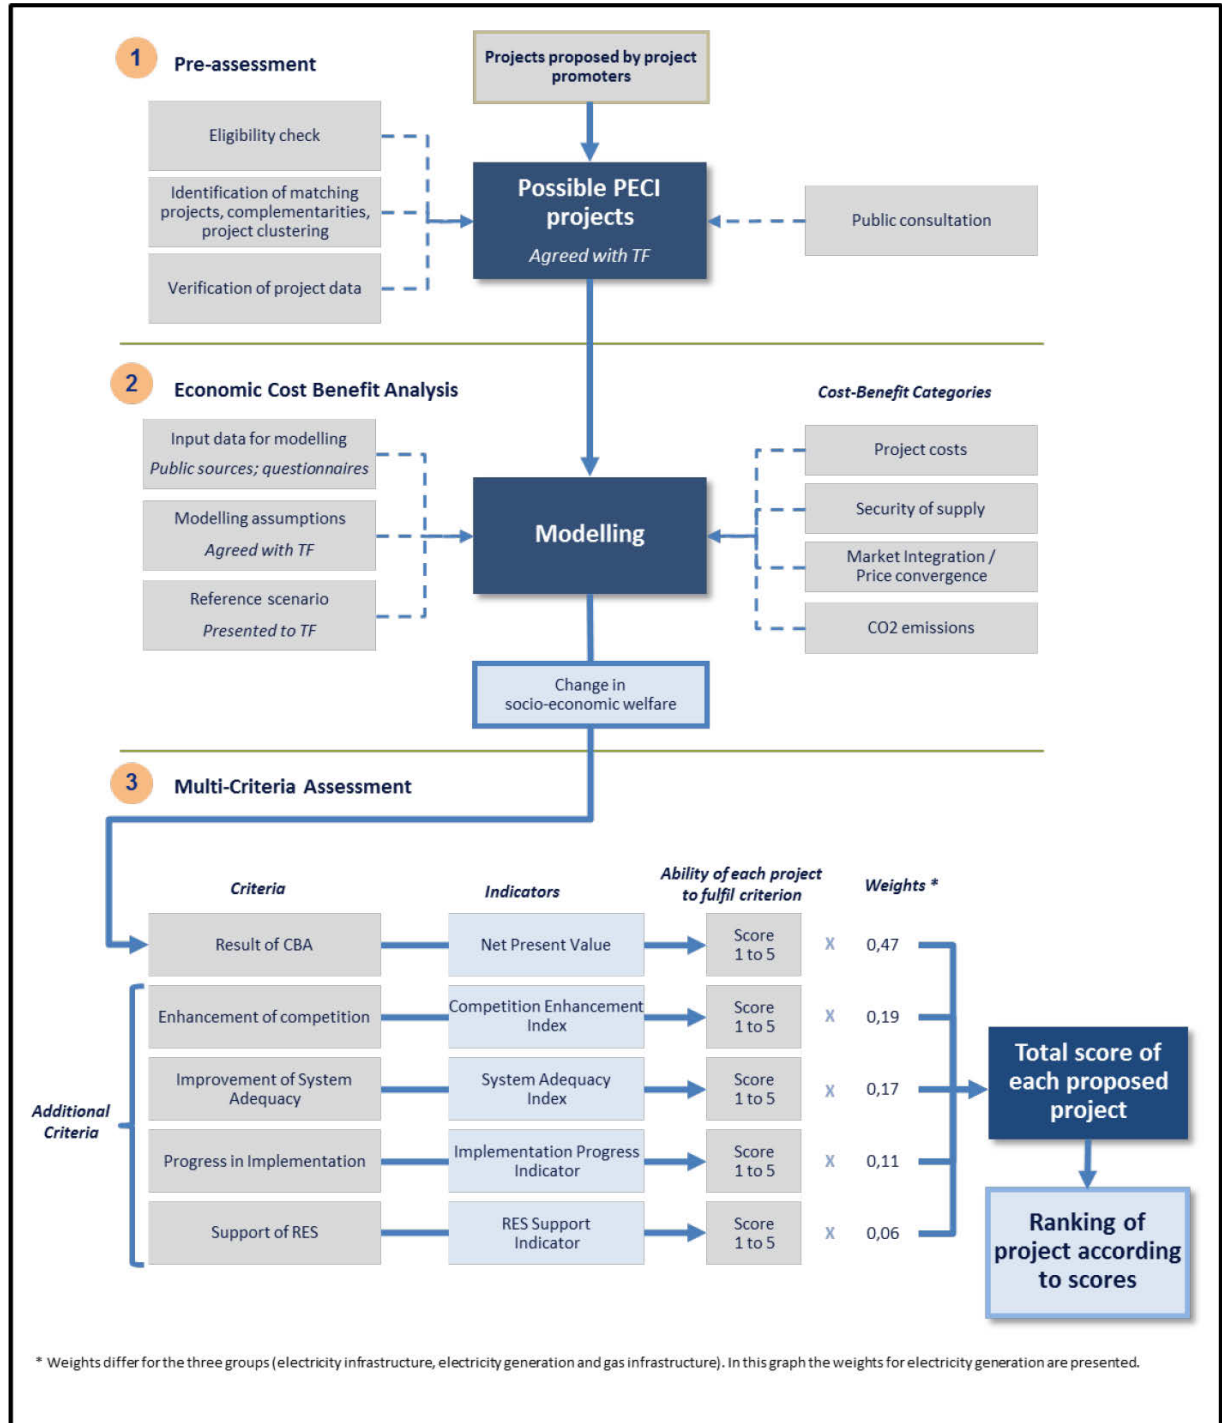 1
Pre-assessment
Projects proposed by project
promoters
Eligibility check
Identification of matching
projects, complementarities,
project clustering
Verification of project data
Possible PECI
projects
Agreed with TF
Public consultation
2
Economic Cost Benefit Analysis
Cost-Benefit Categories
Input data for modelling
Public sources; questionnaires
Modelling assumptions
Agreed with TF
Reference scenario
Presented to TF
Modelling
Project costs
Security of supply
Market Integration /
Price convergence
CO2 emissions
Change in
socio-economic welfare
3
Multi-Criteria Assessment
Criteria
Indicators
Ability of each project
to fulfil criterion
Weights *
Result of CBA
Net Present Value
Score
1 to 5
X
0,47
Additional
Criteria
Enhancement of competition
Competition Enhancement
Index
Score
1 to 5
X
0,19
Improvement of System
Adequacy
System Adequacy
Index
Score
1 to 5
X
0,17
Progress in Implementation
Implementation Progress
Indicator
Score
1 to 5
X
0,11
Support of RES
RES Support
Indicator
Score
1 to 5
X
0,06
Total score of
each proposed
project
Ranking of
project according
to scores
* Weights differ for the three groups (electricity infrastructure, electricity generation and gas infrastructure). In this graph the weights for electricity generation are presented.